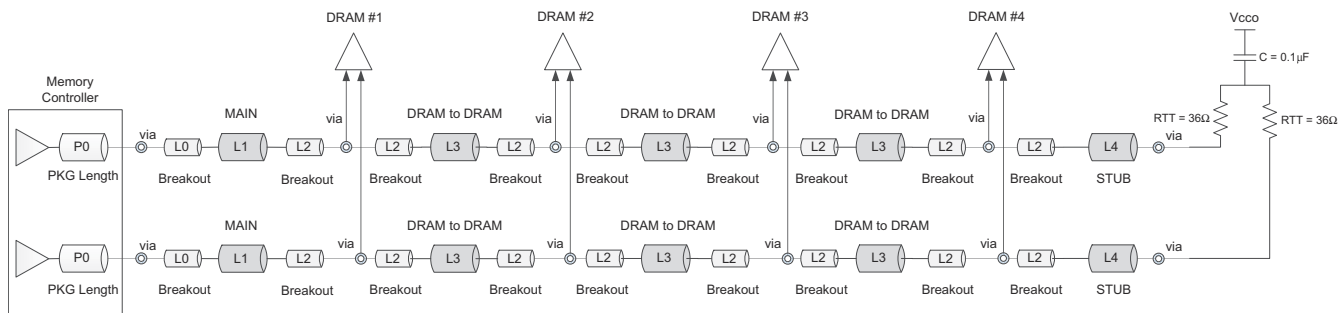 DRAM #1 DRAM #2 DRAM #3 DRAM #4
Vcco
C = 0.1µF
Memory
Controller
MAIN DRAM to DRAM DRAM to DRAM DRAM to DRAM
RTT = 36Ω RTT = 36Ω
via via via via via via
P0 L0 L1 L2 L2 L3 L2 L2 L3 L2 L2 L3 L2 L2 L4
PKG Length Breakout Breakout Breakout Breakout Breakout Breakout Breakout Breakout Breakout STUB
MAIN DRAM to DRAM DRAM to DRAM DRAM to DRAM
via via via via via via
P0 L0 L1 L2 L2 L3 L2 L2 L3 L2 L2 L3 L2 L2 L4
PKG Length Breakout Breakout Breakout Breakout Breakout Breakout Breakout Breakout Breakout STUB